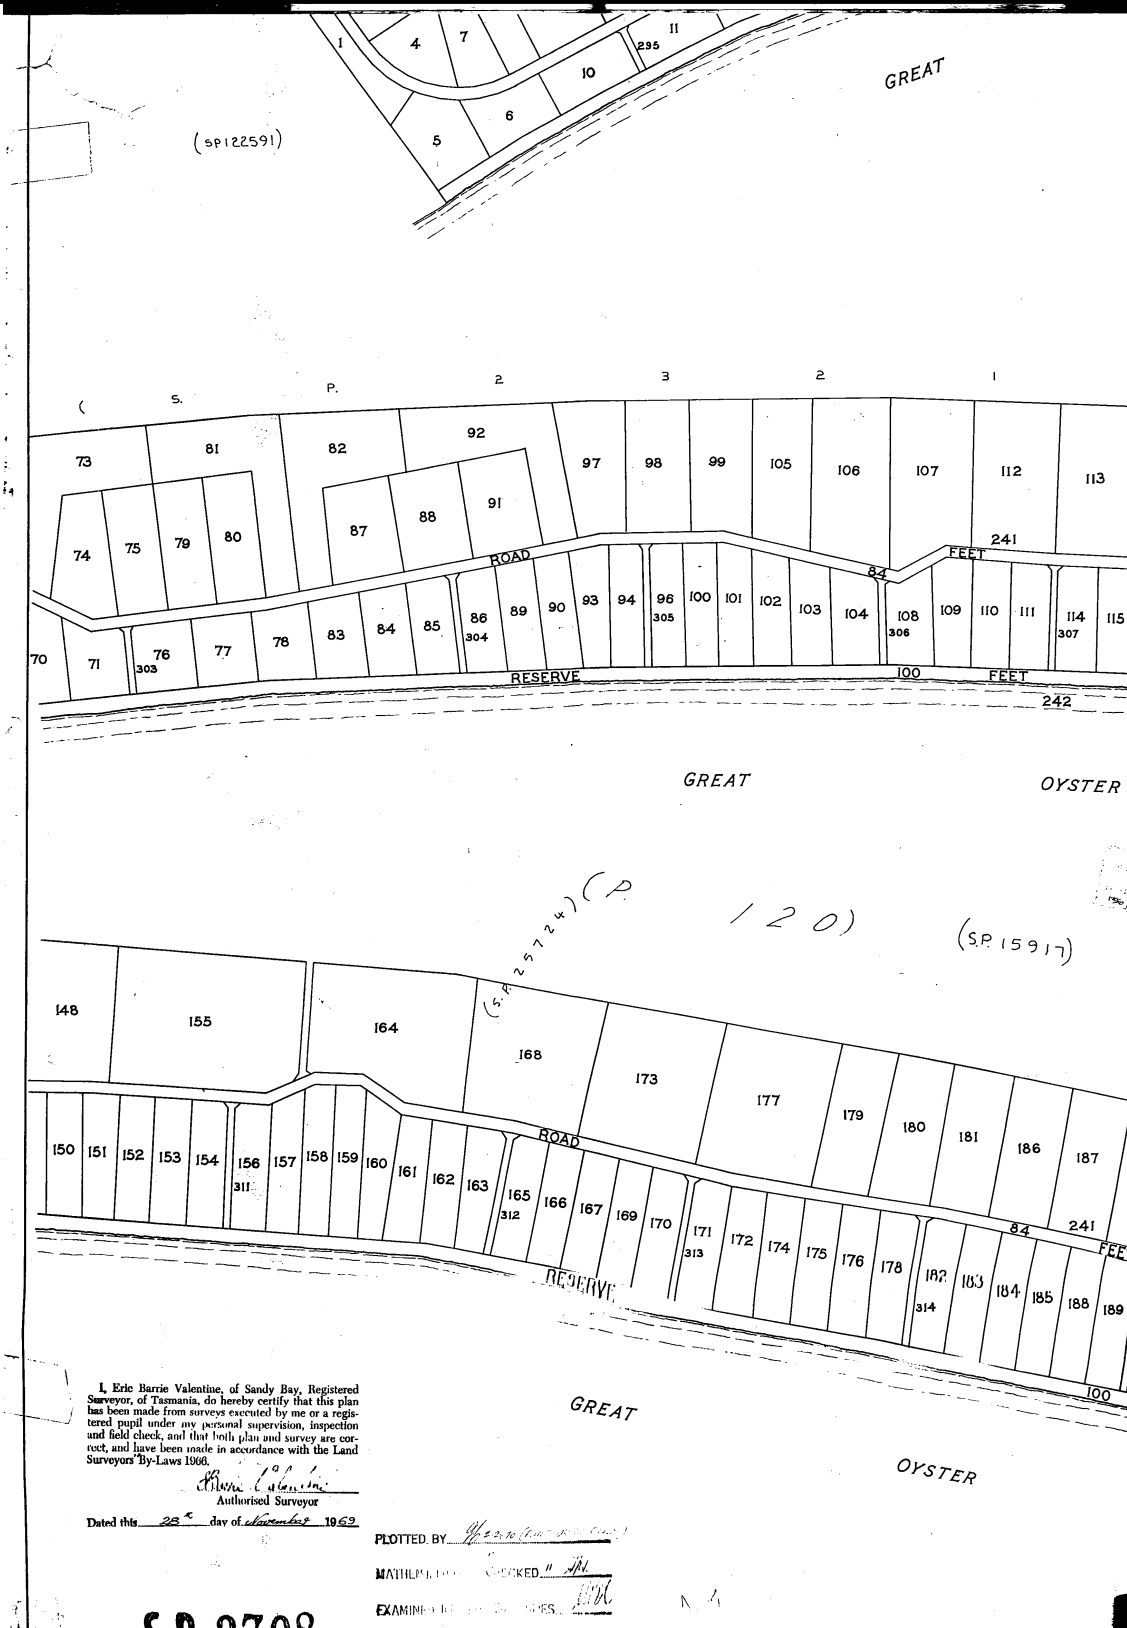 1 4 7 11
295
10
GREAT
6
5
(SP122591)
( S. P. 2 3 2 1
73 81 82 92 97 98 99 105 106 107 112 113
74 75 79 80 87 88 91
ROAD 84 FEET 241
70 71 76 77 78 83 84 85 86 89 90 93 94 96 100 101 102 103 104 108 109 110 111 114 115
303 304 305 306 307
RESERVE 100 FEET
242
GREAT OYSTER
(P. 120)
(S.P. 25724)
(S.P. 15917)
148 155 164 168 173 177 179 180 181 186 187
ROAD 84 241
150 151 152 153 154 156 157 158 159 160 161 162 163 165 166 167 169 170 171 172 174 175 176 178 182 183 184 185 188 189
311 312 313 314
RESERVE 100
GREAT
OYSTER
I, Eric Barrie Valentine, of Sandy Bay, Registered
Surveyor, of Tasmania, do hereby certify that this plan
has been made from surveys executed by me or a regis-
tered pupil under my personal supervision, inspection
and field check, and that both plan and survey are cor-
rect, and have been made in accordance with the Land
Surveyors' By-Laws 1966.
Authorised Surveyor
Dated this 28th day of November 1969
PLOTTED BY
CHECKED "
EXAMINED